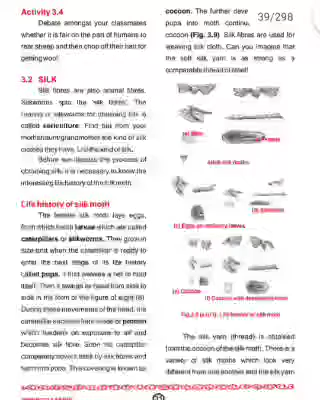 Activity 3.4
Debate amongst your classmates
whether it is fair on the part of humans to
rear sheep and then chop off their hair for
getting wool.
3.2 SILK
Silk fibres are also animal fibres.
Silkworms spin the silk fibres. The
rearing of silkworms for obtaining silk is
called sericulture. Find out from your
mother/aunt/grandmother the kind of silk
sarees they have. List the kind of silk.
Before we discuss the process of
obtaining silk, it is necessary to know the
interesting life history of the silk moth.
Life history of silk moth
The female silk moth lays eggs,
from which hatch larvae which are called
caterpillars or silkworms. They grow in
size and when the caterpillar is ready to
enter the next stage of its life history
called pupa, it first weaves a net to hold
itself. Then it swings its head from side to
side in the form of the figure of eight (8).
During these movements of the head, the
caterpillar secretes fibre made of protein
which hardens on exposure to air and
becomes silk fibre. Soon the caterpillar
completely covers itself by silk fibres and
turns into pupa. This covering is known as
cocoon. The further deve
pupa into moth continu
39/298
cocoon (Fig. 3.9). Silk fibres are used for
weaving silk cloth. Can you imagine that
the soft silk yarn is as strong as a
comparable thread of steel!
(a) Male
Adult silk moths
(b) Eggs on mulberry leaves
(c) Silkworm
(e) Cocoon
(f) Cocoon with developing moth
Fig.3.9 (a to f): Life history of silk moth
The silk yarn (thread) is obtained
from the cocoon of the silk moth. There is a
variety of silk moths which look very
different from one another and the silk yarn